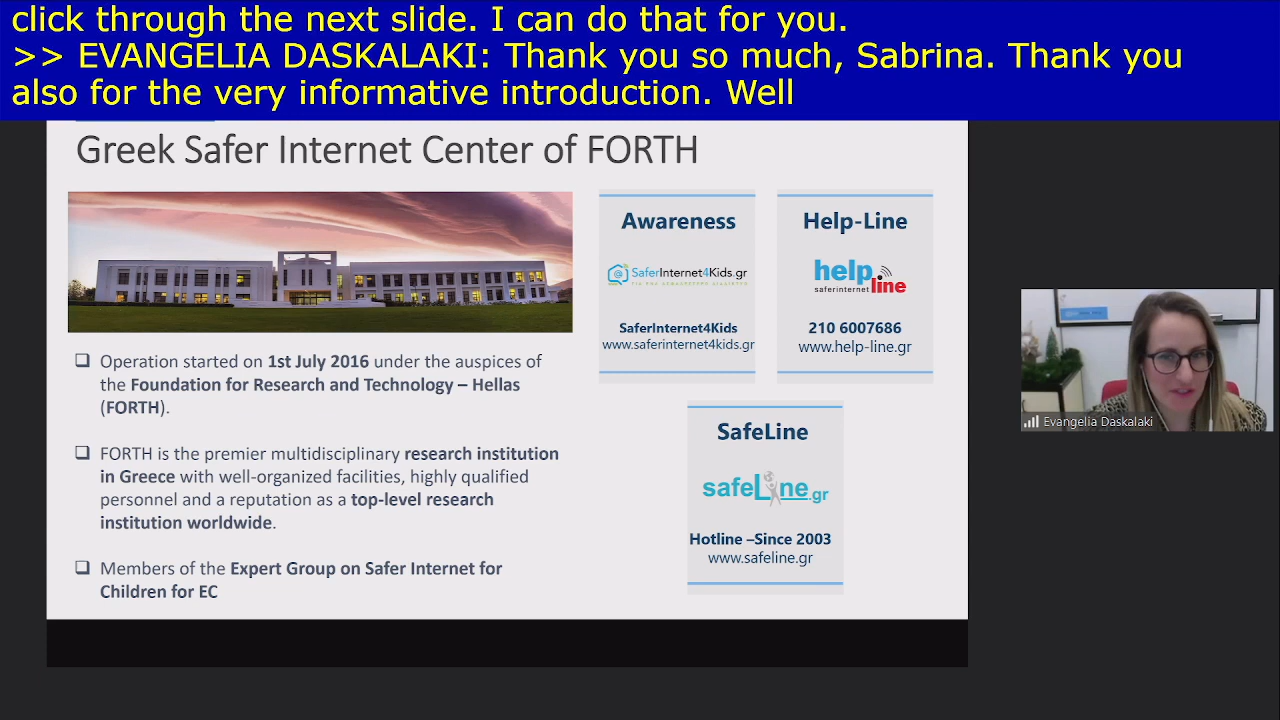 click through the next slide. I can do that for you.
>> EVANGELIA DASKALAKI: Thank you so much, Sabrina. Thank you
also for the very informative introduction. Well
Greek Safer Internet Center of FORTH
❑ Operation started on 1st July 2016 under the auspices of
the Foundation for Research and Technology – Hellas
(FORTH).
❑ FORTH is the premier multidisciplinary research institution
in Greece with well-organized facilities, highly qualified
personnel and a reputation as a top-level research
institution worldwide.
❑ Members of the Expert Group on Safer Internet for
Children for EC
Awareness
SaferInternet4Kids.gr
ΓΙΑ ΕΝΑ ΑΣΦΑΛΕΣΤΕΡΟ ΔΙΑΔΙΚΤΥΟ
SaferInternet4Kids
www.saferinternet4kids.gr
Help-Line
help
saferinternet line
210 6007686
www.help-line.gr
SafeLine
safeLine.gr
Hotline –Since 2003
www.safeline.gr
Evangelia Daskalaki